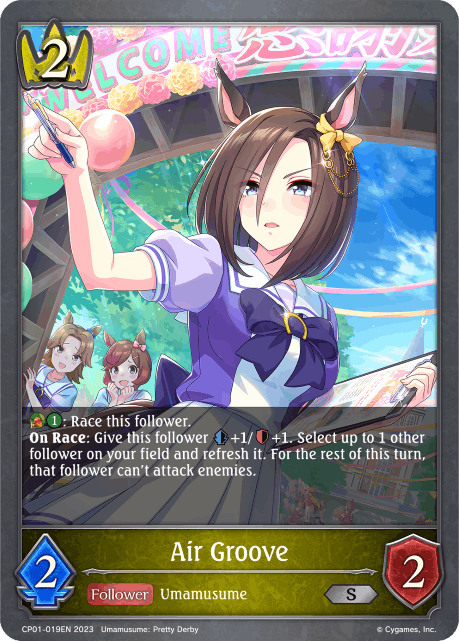 2
WELCOME
: Race this follower.
On Race: Give this follower +1/ +1. Select up to 1 other
follower on your field and refresh it. For the rest of this turn,
that follower can't attack enemies.
Air Groove
2
Follower Umamusume
S
2
CP01-019EN 2023 Umamusume: Pretty Derby
© Cygames, Inc.